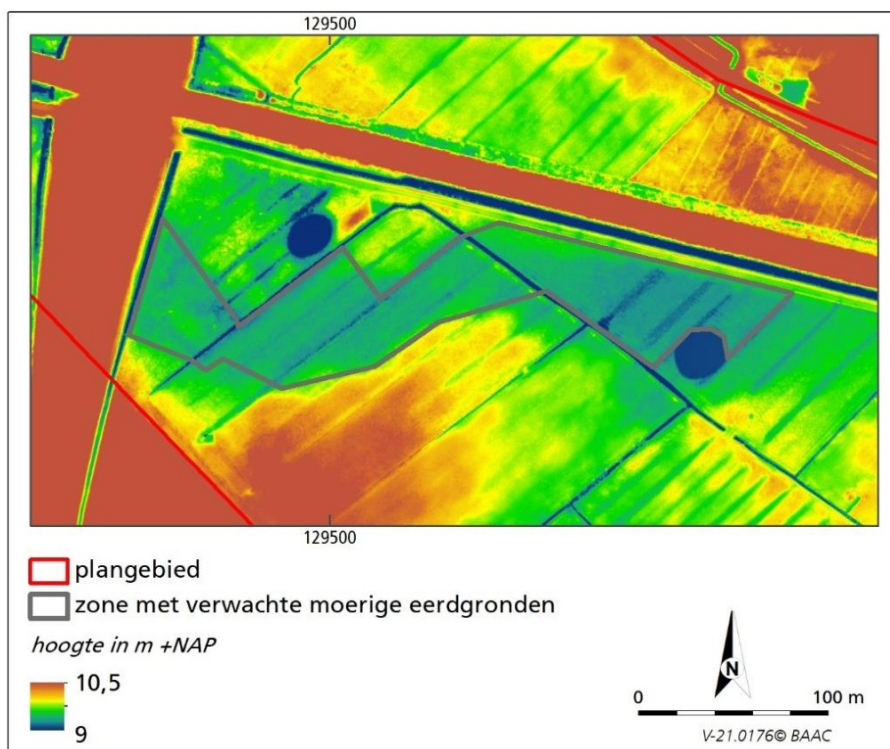 129500
129500
plangebied
zone met verwachte moerige eerdgronden
hoogte in m +NAP
10,5
9
N
0 100 m
V-21.0176© BAAC